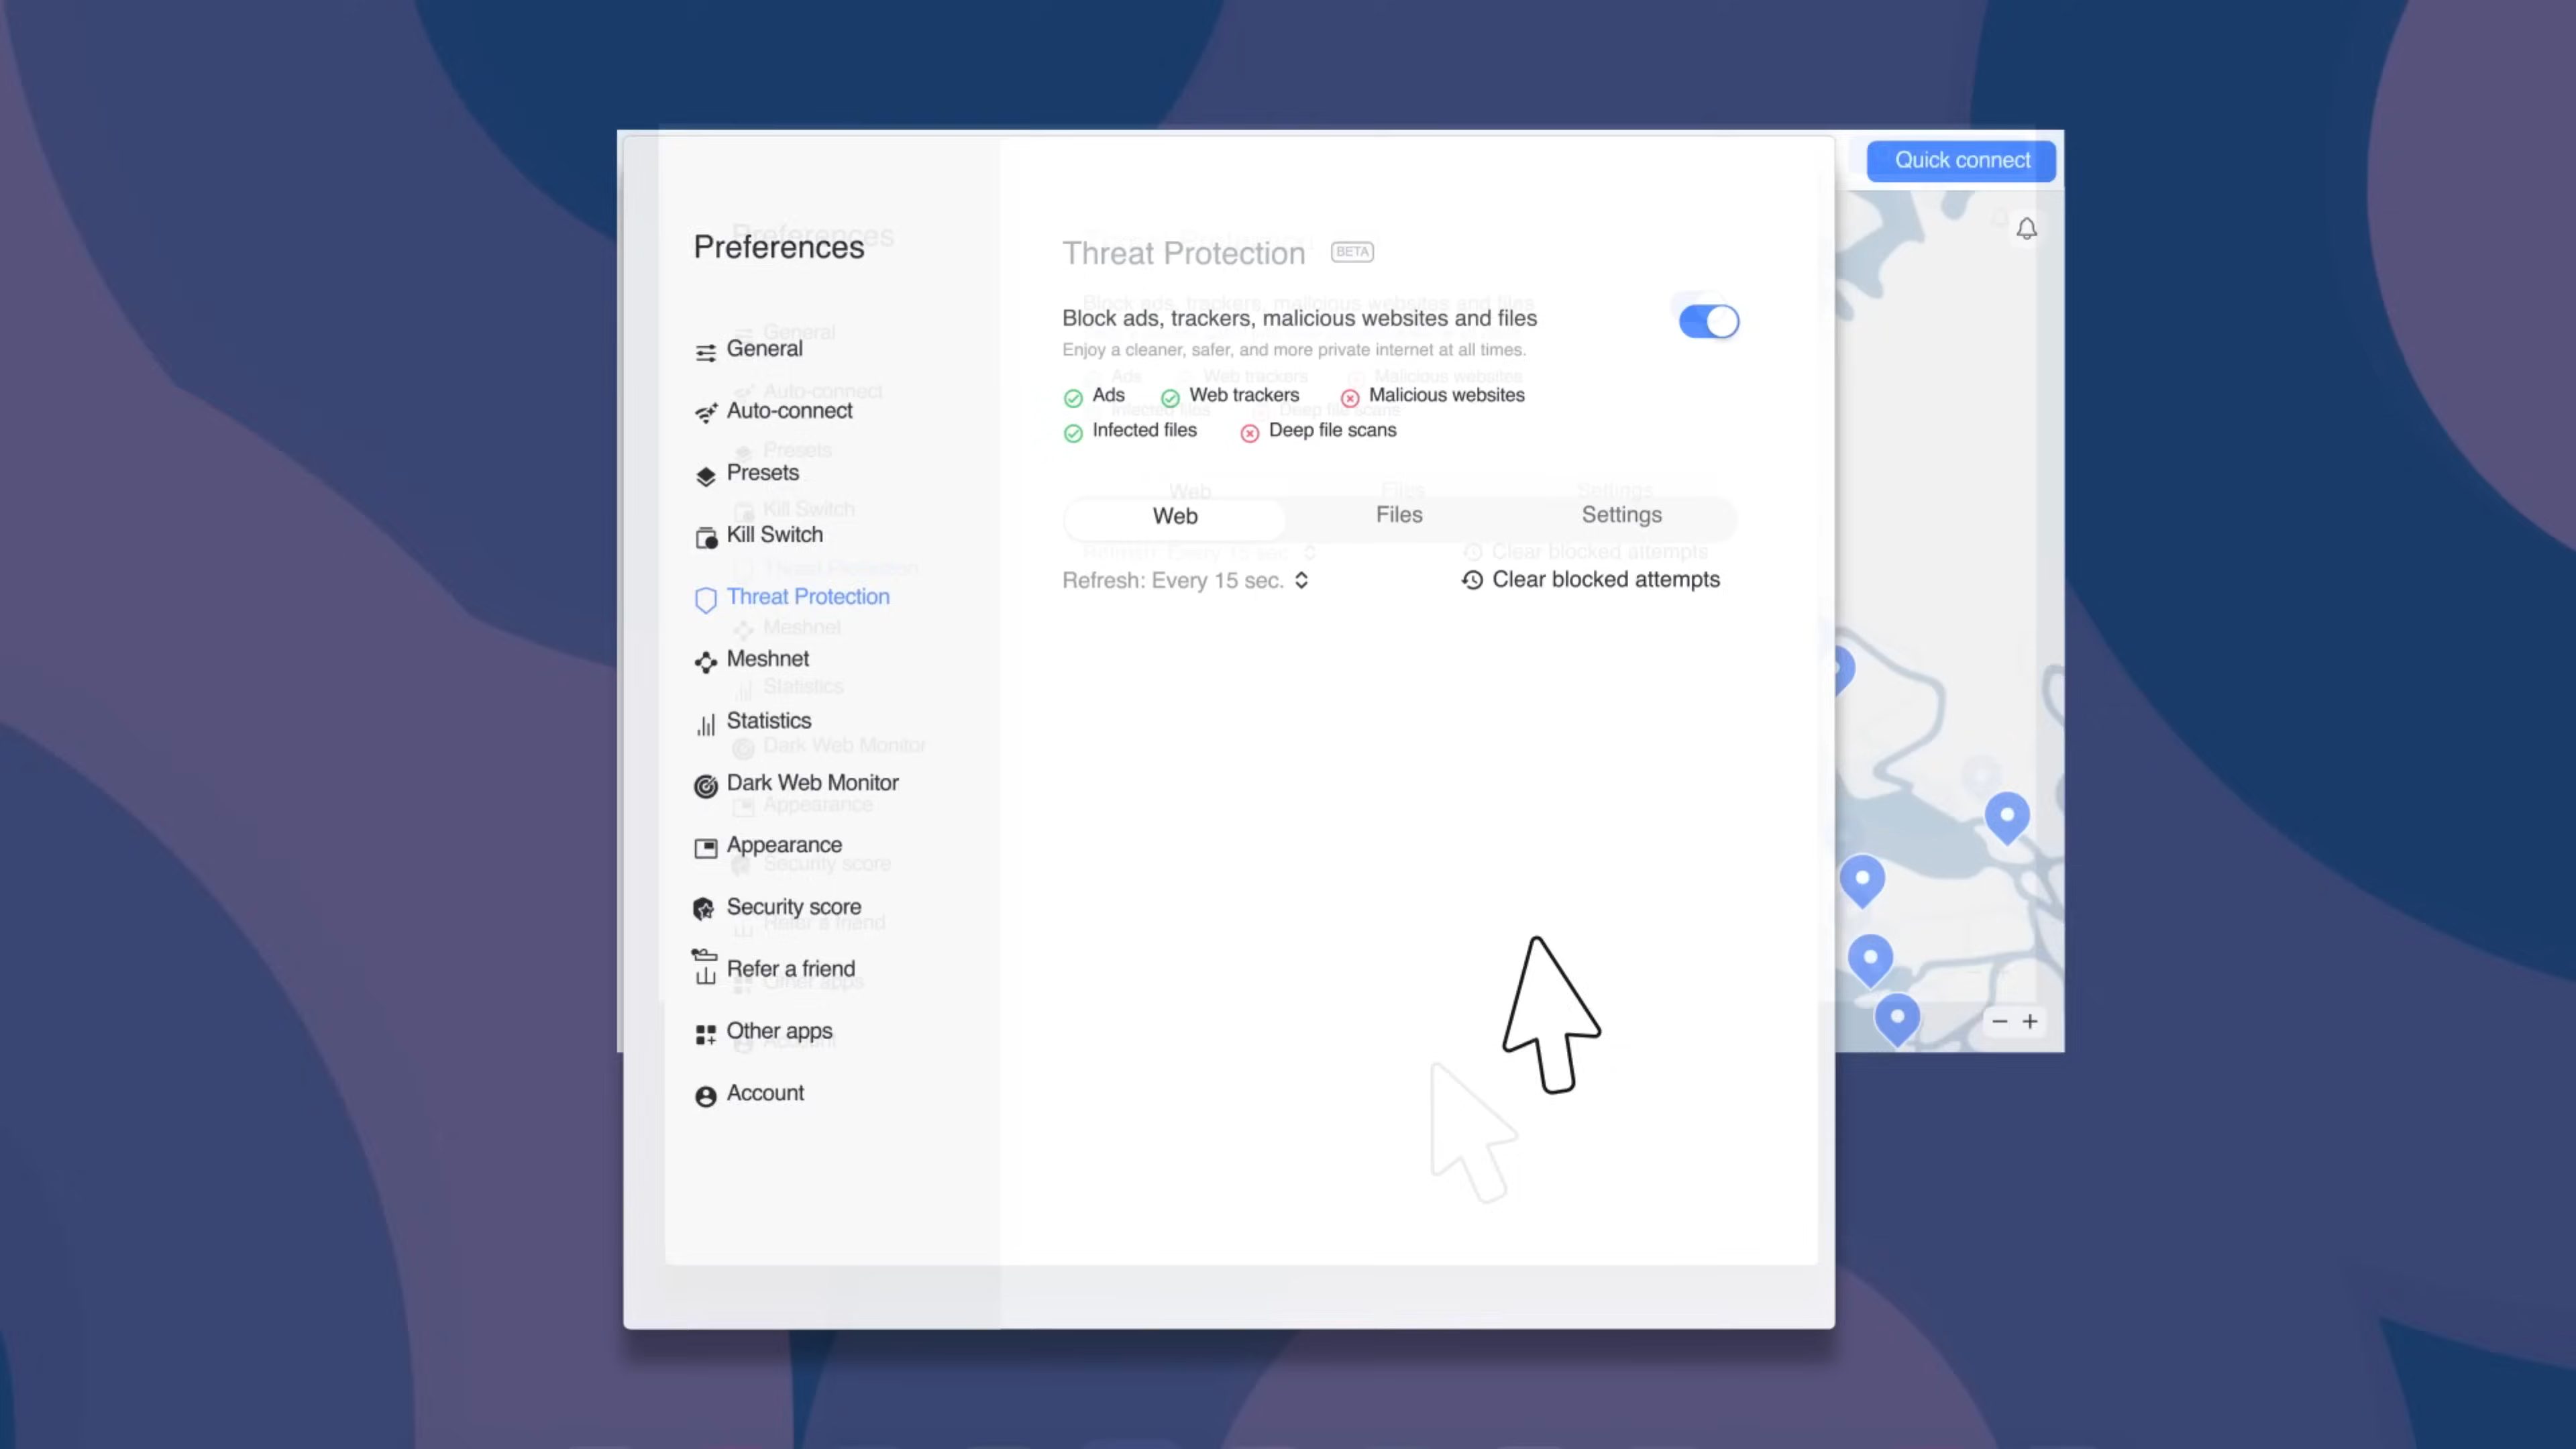 Quick connect
Preferences
General
Auto-connect
Presets
Kill Switch
Threat Protection
Meshnet
Statistics
Dark Web Monitor
Appearance
Security score
Refer a friend
Other apps
Account
Threat Protection BETA
Block ads, trackers, malicious websites and files
Enjoy a cleaner, safer, and more private internet at all times.
Ads Web trackers Malicious websites
Infected files Deep file scans
Web Files Settings
Refresh: Every 15 sec. Clear blocked attempts